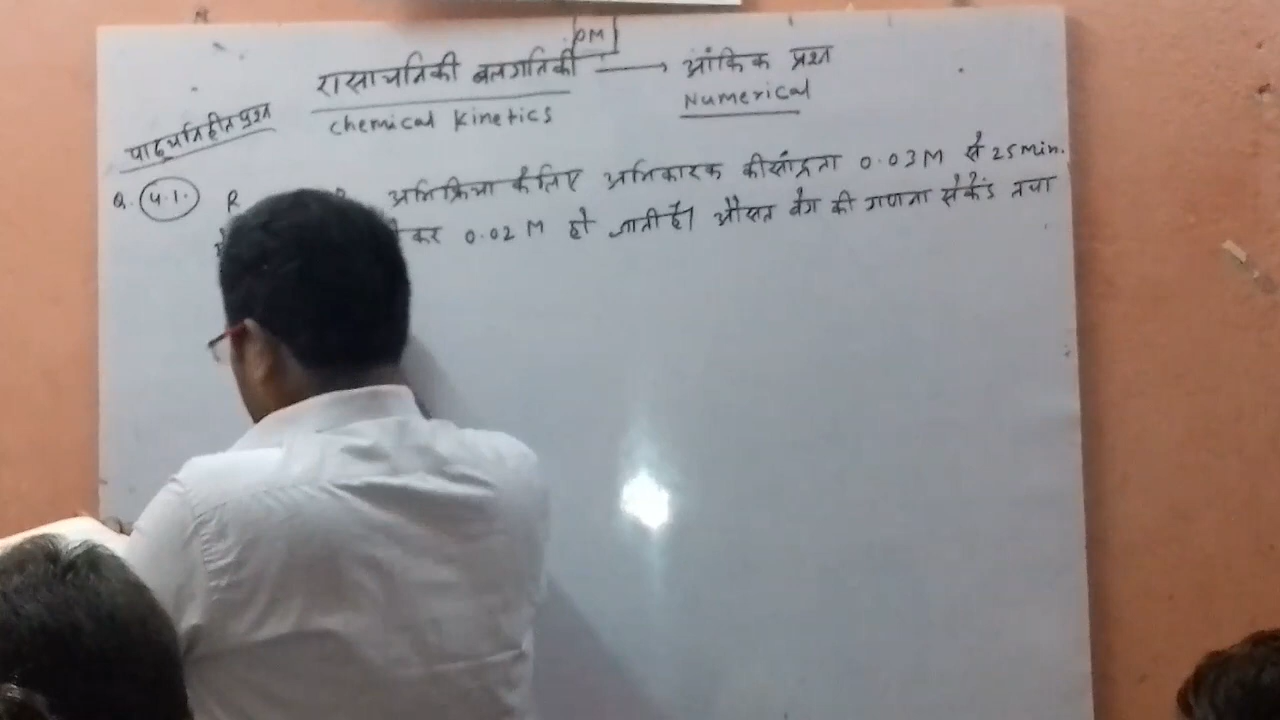 OM
रासायनिकी बलगतिकी → आंकिक प्रश्न
Chemical Kinetics Numerical
पाठ्यनिहित प्रश्न
Q. 4.1. R अभिक्रिया के लिए अभिकारक की सांद्रता 0.03M से 25 Min.
कर 0.02 M हो जाती है। औसत वेग की गणना सेकेंड तथा